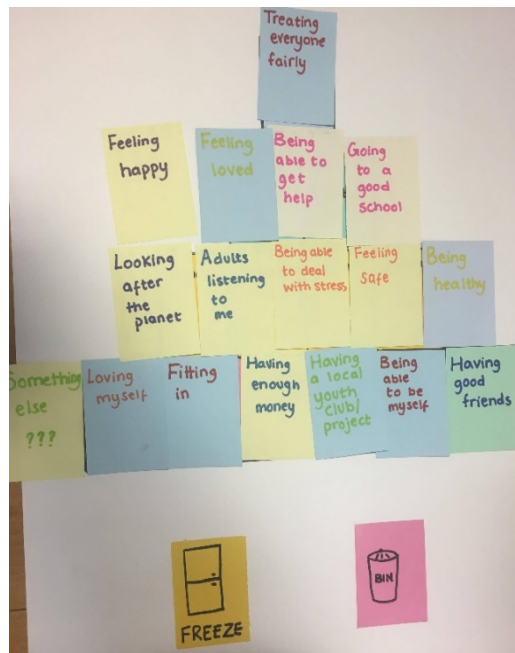 Treating
everyone
fairly
Feeling
happy
Feeling
loved
Being
able to
get
help
Going
to a
good
school
Looking
after
the
planet
Adults
listening
to
me
Being able
to deal
with stress
Feeling
safe
Being
healthy
Something
else
???
Loving
myself
Fitting
in
Having
enough
money
Having
a local
youth
club/
project
Being
able
to be
myself
Having
good
friends
FREEZE
BIN